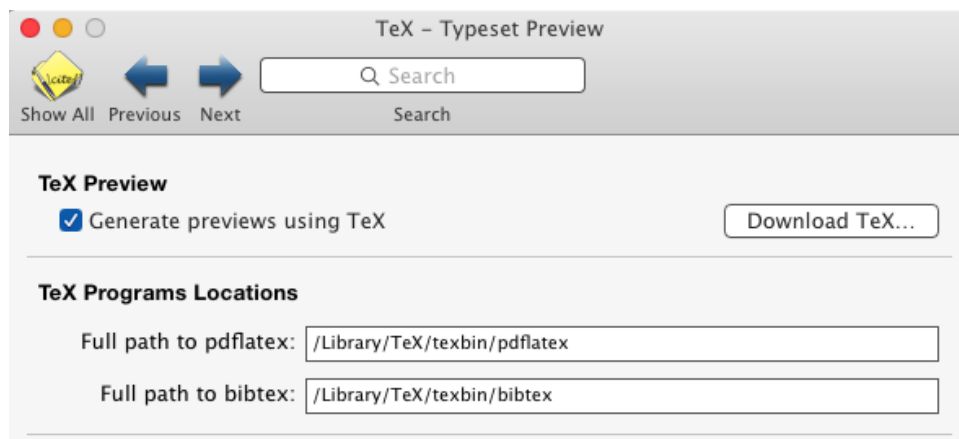 TeX – Typeset Preview
\cite{}
Search
Show All Previous Next Search
TeX Preview
Generate previews using TeX Download TeX...
TeX Programs Locations
Full path to pdflatex: /Library/TeX/texbin/pdflatex
Full path to bibtex: /Library/TeX/texbin/bibtex